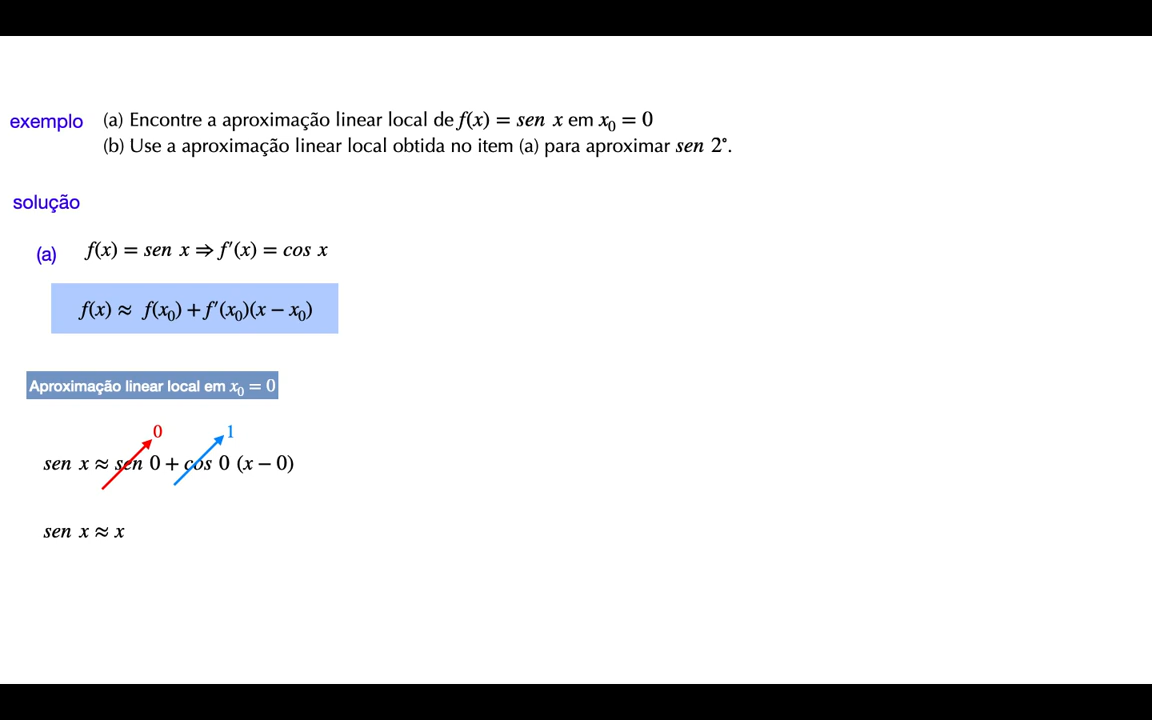 exemplo (a) Encontre a aproximação linear local de f(x) = sen x em x₀ = 0
(b) Use a aproximação linear local obtida no item (a) para aproximar sen 2°.
solução
(a) f(x) = sen x ⇒ f′(x) = cos x
f(x) ≈ f(x₀) + f′(x₀)(x − x₀)
Aproximação linear local em x₀ = 0
0 1
sen x ≈ sen 0 + cos 0 (x − 0)
sen x ≈ x